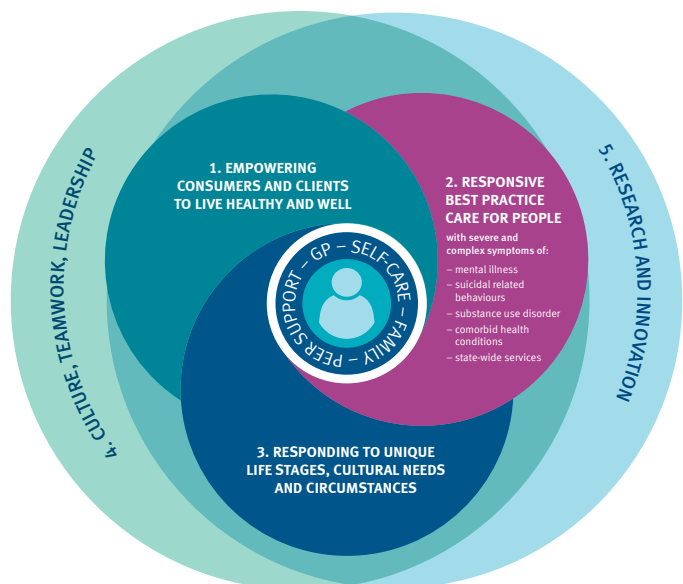 4. CULTURE, TEAMWORK, LEADERSHIP
1. EMPOWERING
CONSUMERS AND CLIENTS
TO LIVE HEALTHY AND WELL
2. RESPONSIVE
BEST PRACTICE
CARE FOR PEOPLE
with severe and
complex symptoms of:
– mental illness
– suicidal related
behaviours
– substance use disorder
– comorbid health
conditions
– state-wide services
5. RESEARCH AND INNOVATION
PEER SUPPORT – GP – SELF-CARE – FAMILY –
3. RESPONDING TO UNIQUE
LIFE STAGES, CULTURAL NEEDS
AND CIRCUMSTANCES